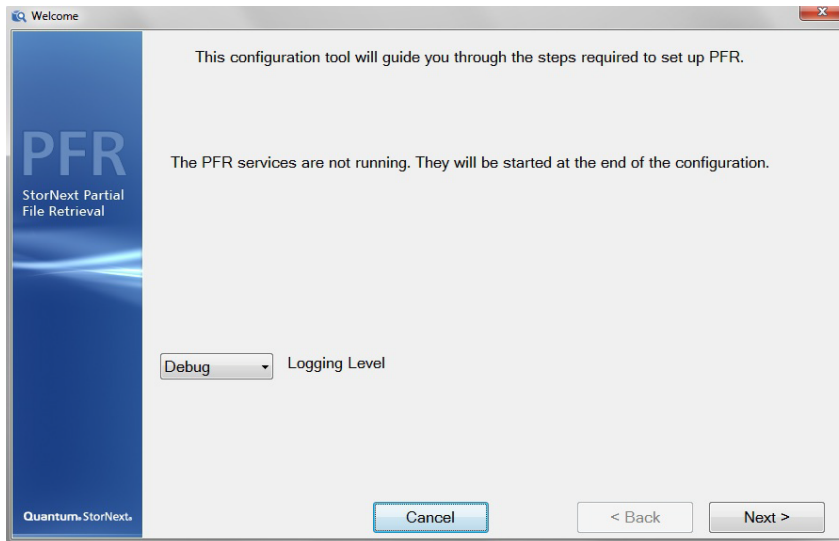 Welcome
This configuration tool will guide you through the steps required to set up PFR.
PFR
The PFR services are not running. They will be started at the end of the configuration.
StorNext Partial
File Retrieval
Debug
Logging Level
Quantum. StorNext.
Cancel
< Back
Next >